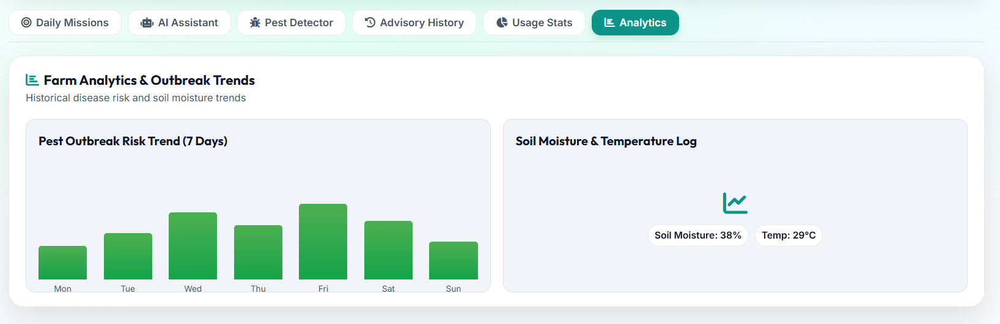 Daily Missions
AI Assistant
Pest Detector
Advisory History
Usage Stats
Analytics
Farm Analytics & Outbreak Trends
Historical disease risk and soil moisture trends
Pest Outbreak Risk Trend (7 Days)
Mon
Tue
Wed
Thu
Fri
Sat
Sun
Soil Moisture & Temperature Log
Soil Moisture: 38%
Temp: 29°C